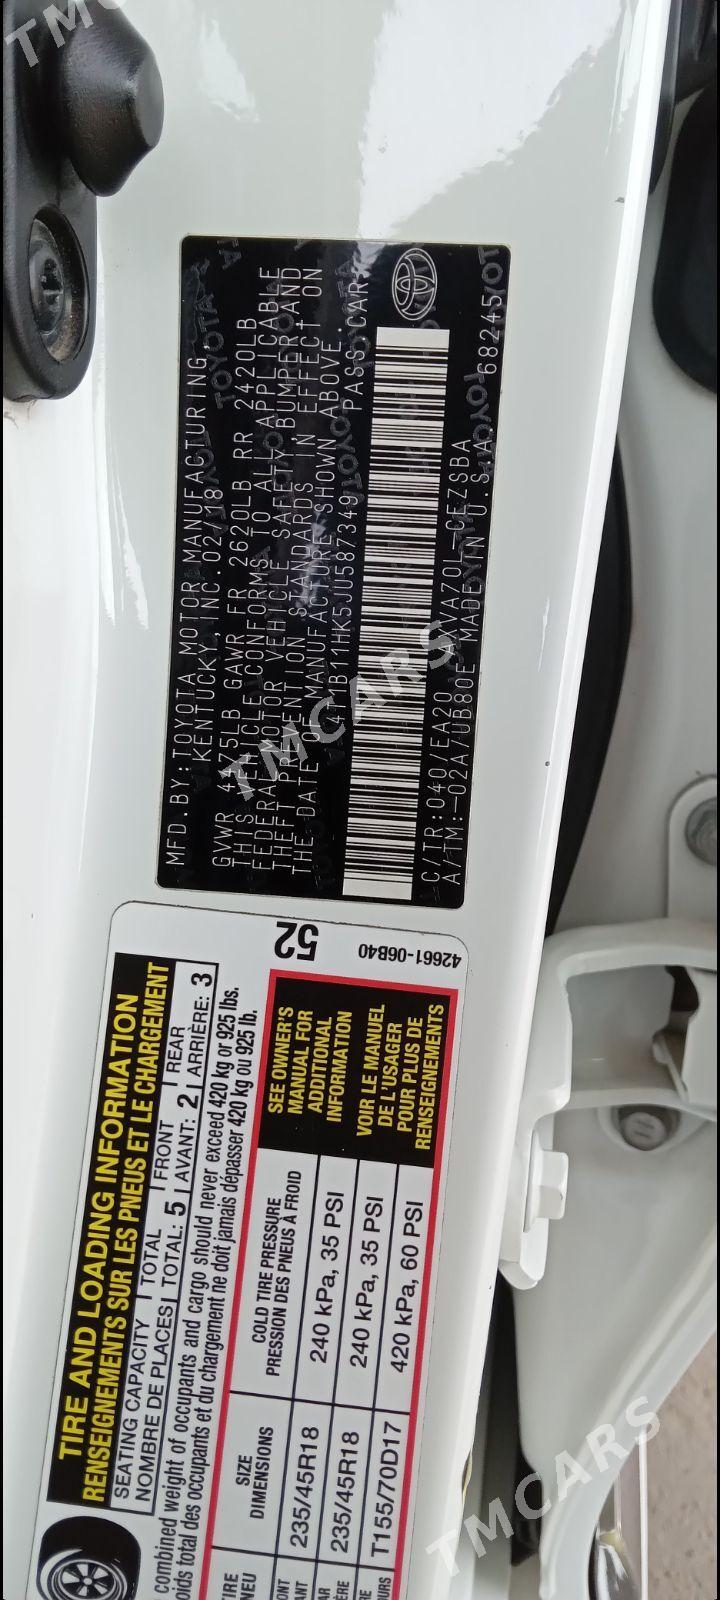 MFD.BY:TOYOTA MOTOR MANUFACTURING,
KENTUCKY, INC. 02/18
GVWR 4475LB GAWR FR 2620LB RR 2420LB
THIS VEHICLE CONFORMS TO ALL APPLICABLE
FEDERAL MOTOR VEHICLE SAFETY, BUMPER, AND
THEFT PREVENTION STANDARDS IN EFFECT ON
THE DATE OF MANUFACTURE SHOWN ABOVE.
4T1B11HK5JU587349 PASS.CAR
C/TR:040/EA20 AXVA70L-CEZSBA
A/TM:-02A/UB80E MADE IN U.S.A 68245
TOYOTA
52
42661-06B40
TIRE AND LOADING INFORMATION
RENSEIGNEMENTS SUR LES PNEUS ET LE CHARGEMENT
SEATING CAPACITY TOTAL FRONT REAR
NOMBRE DE PLACES TOTAL: 5 AVANT: 2 ARRIÈRE: 3
combined weight of occupants and cargo should never exceed 420 kg or 925 lbs.
poids total des occupants et du chargement ne doit jamais dépasser 420 kg ou 925 lb.
SIZE
DIMENSIONS
COLD TIRE PRESSURE
PRESSION DES PNEUS À FROID
235/45R18 240 kPa, 35 PSI
235/45R18 240 kPa, 35 PSI
T155/70D17 420 kPa, 60 PSI
SEE OWNER'S
MANUAL FOR
ADDITIONAL
INFORMATION
VOIR LE MANUEL
DE L'USAGER
POUR PLUS DE
RENSEIGNEMENTS
TMCARS
TMCARS